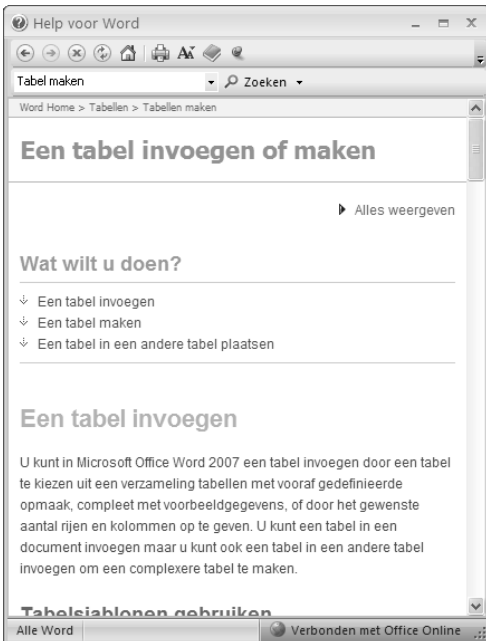 Help voor Word
Tabel maken
Zoeken
Word Home > Tabellen > Tabellen maken
Een tabel invoegen of maken
Alles weergeven
Wat wilt u doen?
Een tabel invoegen
Een tabel maken
Een tabel in een andere tabel plaatsen
Een tabel invoegen
U kunt in Microsoft Office Word 2007 een tabel invoegen door een tabel
te kiezen uit een verzameling tabellen met vooraf gedefinieerde
opmaak, compleet met voorbeeldgegevens, of door het gewenste
aantal rijen en kolommen op te geven. U kunt een tabel in een
document invoegen maar u kunt ook een tabel in een andere tabel
invoegen om een complexere tabel te maken.
Tabelsjablonen gebruiken
Alle Word
Verbonden met Office Online